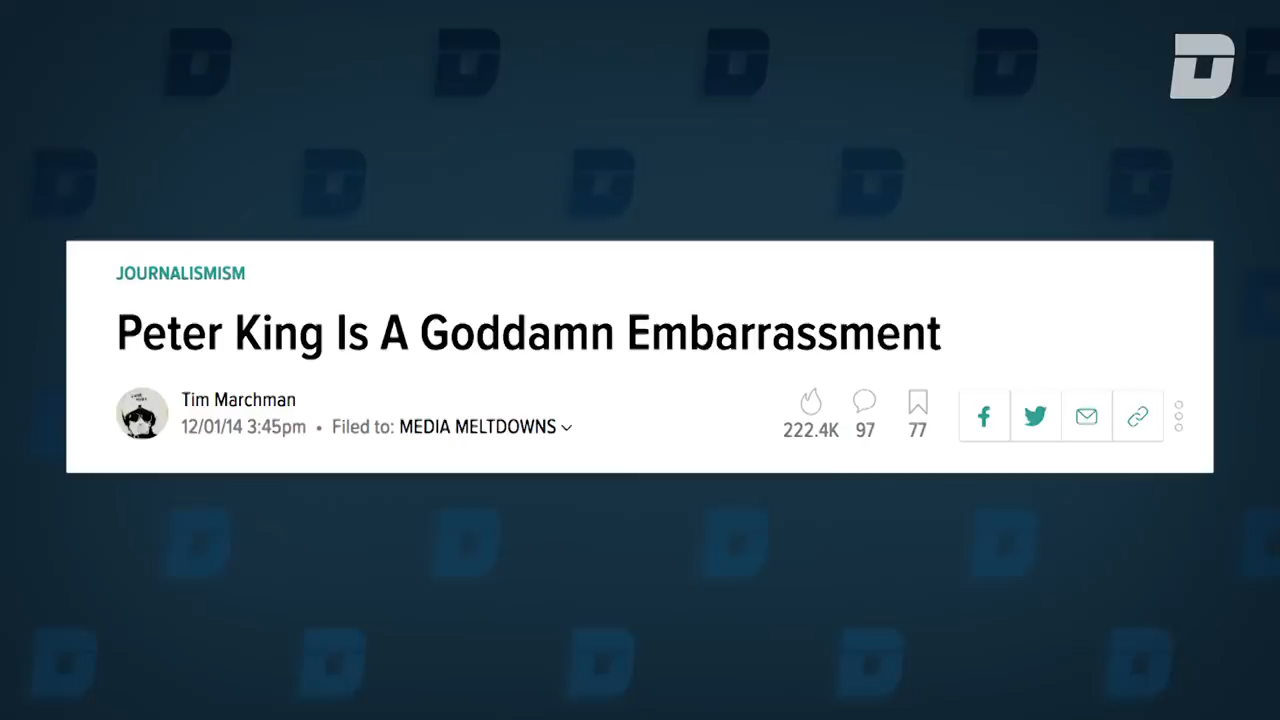 JOURNALISMISM
Peter King Is A Goddamn Embarrassment
Tim Marchman
12/01/14 3:45pm • Filed to: MEDIA MELTDOWNS
222.4K 97 77